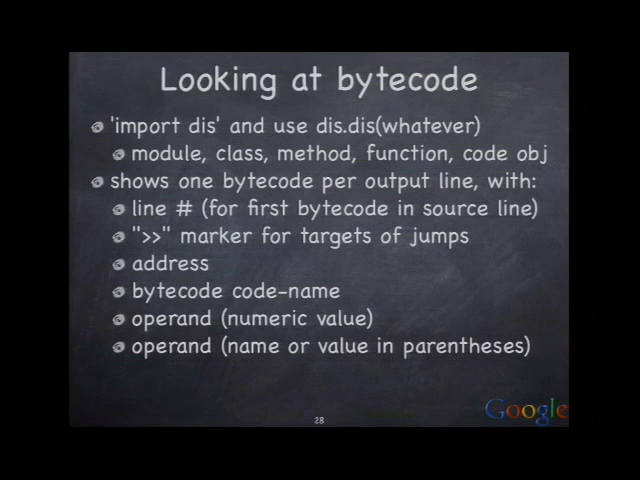 Looking at bytecode
'import dis' and use dis.dis(whatever)
module, class, method, function, code obj
shows one bytecode per output line, with:
line # (for first bytecode in source line)
">>" marker for targets of jumps
address
bytecode code-name
operand (numeric value)
operand (name or value in parentheses)
28
Google